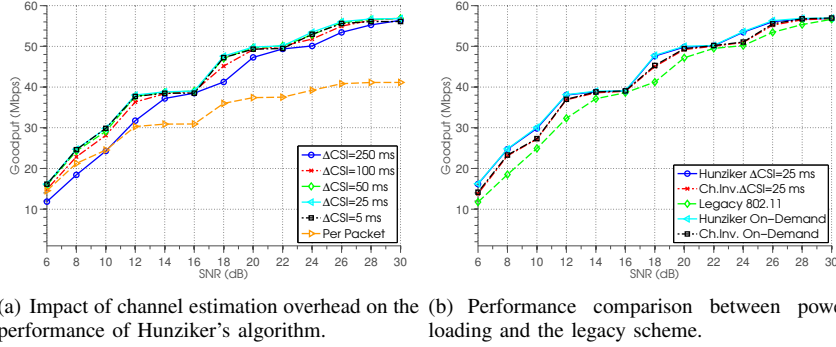 60
50
40
30
20
10
Goodput (Mbps)
6 8 10 12 14 16 18 20 22 24 26 28 30
SNR (dB)
ΔCSI=250 ms
ΔCSI=100 ms
ΔCSI=50 ms
ΔCSI=25 ms
ΔCSI=5 ms
Per Packet
(a) Impact of channel estimation overhead on the
performance of Hunziker's algorithm.
60
50
40
30
20
10
Goodput (Mbps)
6 8 10 12 14 16 18 20 22 24 26 28 30
SNR (dB)
Hunziker ΔCSI=25 ms
Ch.Inv.ΔCSI=25 ms
Legacy 802.11
Hunziker On-Demand
Ch.Inv. On-Demand
(b) Performance comparison between powe
loading and the legacy scheme.